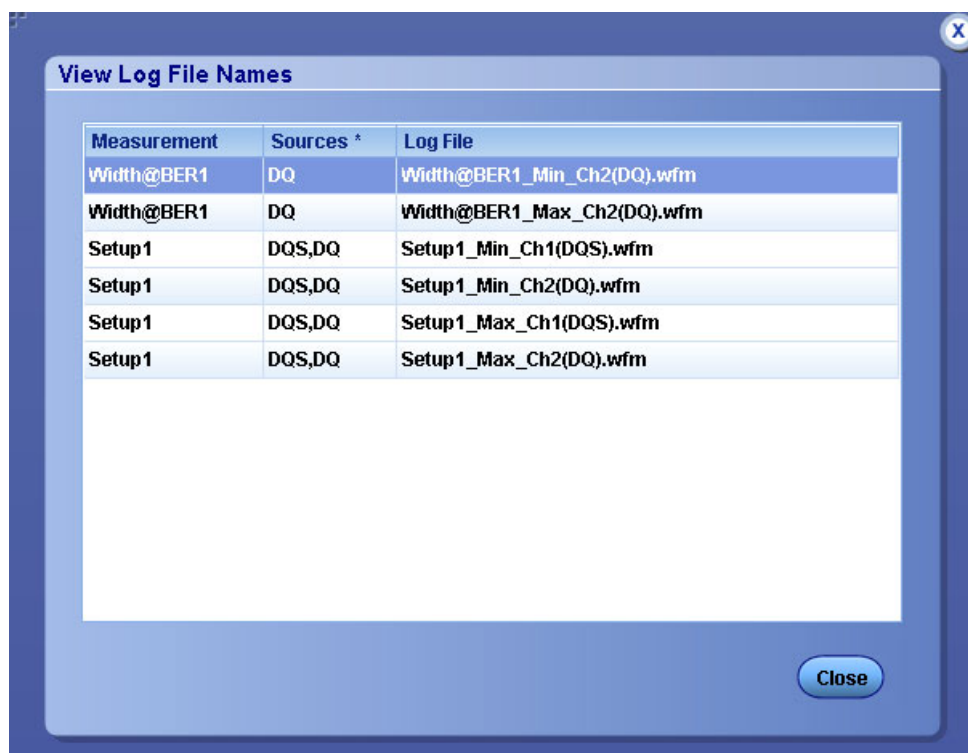 X
View Log File Names
Measurement Sources * Log File
Width@BER1 DQ Width@BER1_Min_Ch2(DQ).wfm
Width@BER1 DQ Width@BER1_Max_Ch2(DQ).wfm
Setup1 DQS,DQ Setup1_Min_Ch1(DQS).wfm
Setup1 DQS,DQ Setup1_Min_Ch2(DQ).wfm
Setup1 DQS,DQ Setup1_Max_Ch1(DQS).wfm
Setup1 DQS,DQ Setup1_Max_Ch2(DQ).wfm
Close